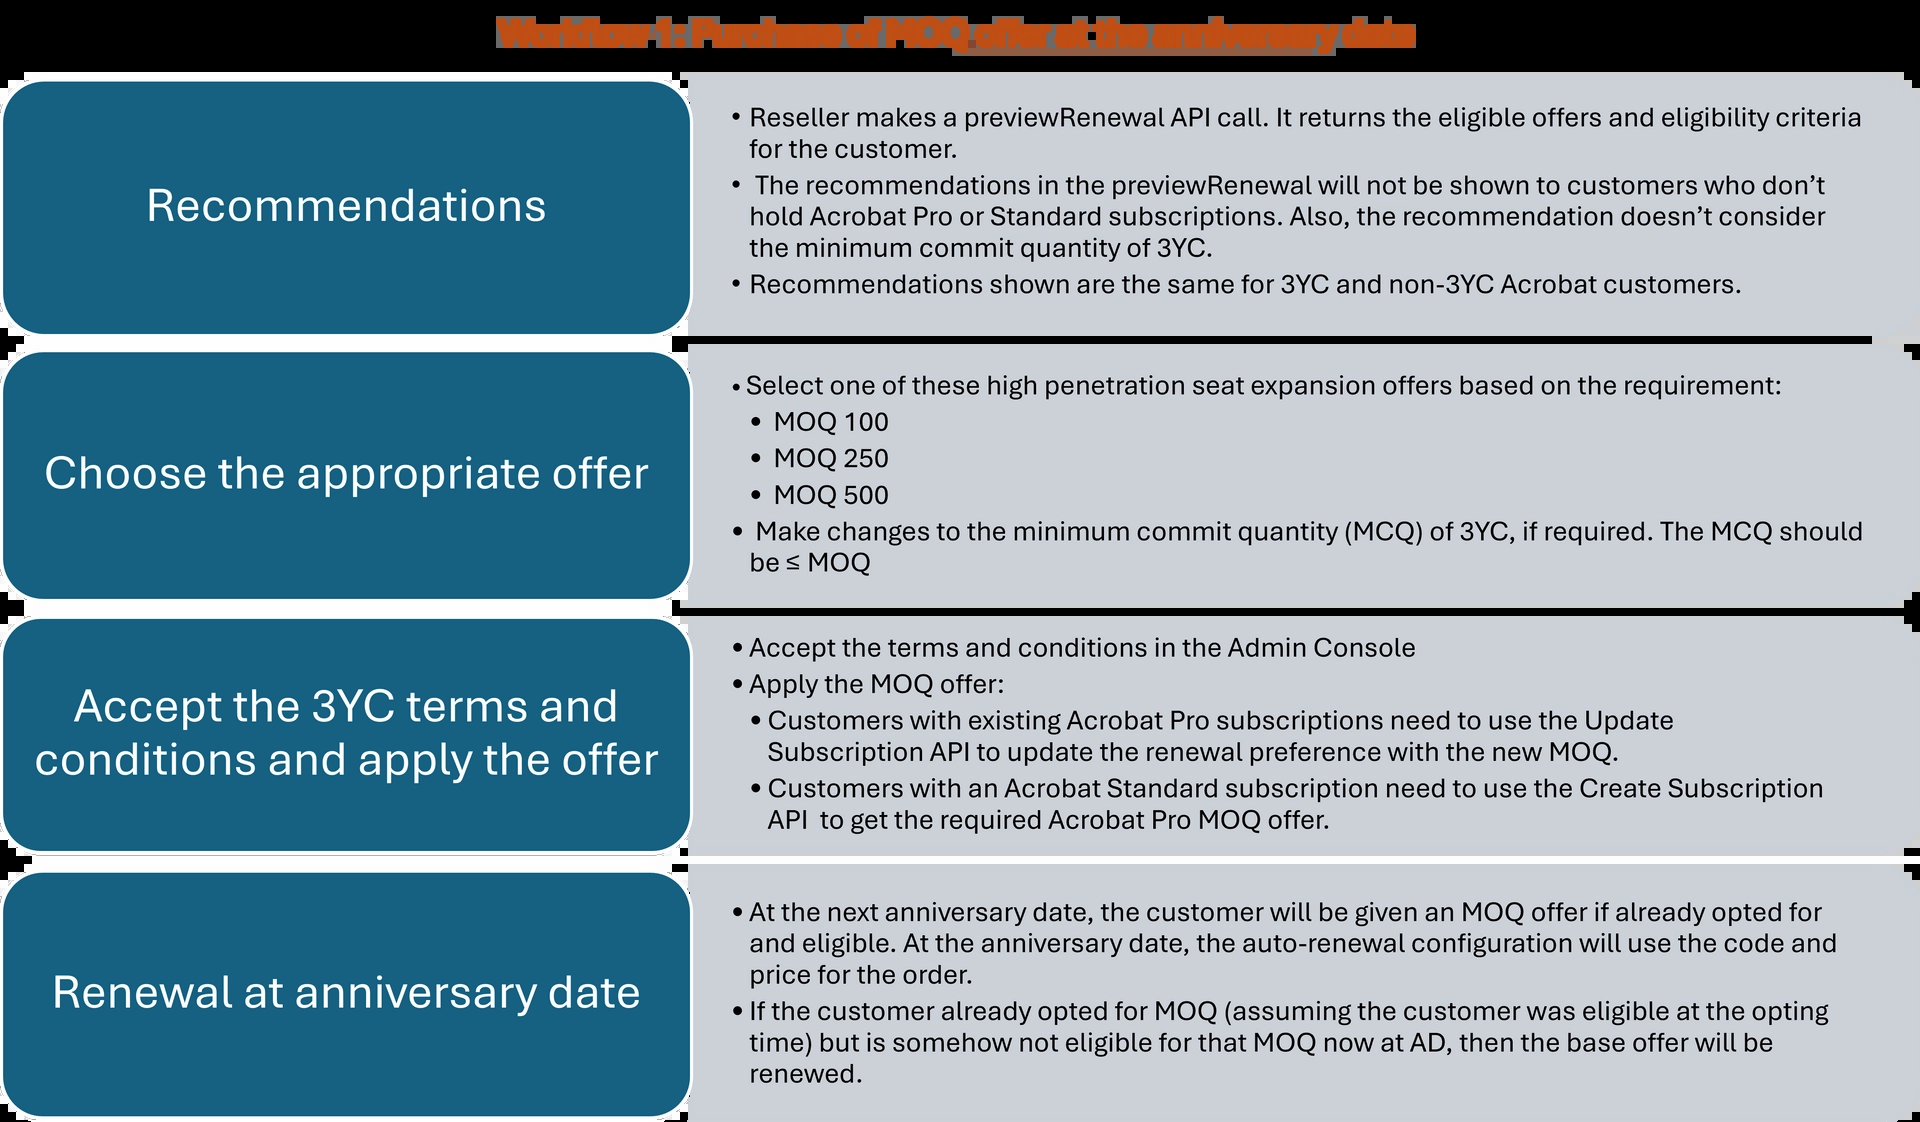 Workflow 1: Purchase of MOQ offer at the anniversary date
Recommendations
• Reseller makes a previewRenewal API call. It returns the eligible offers and eligibility criteria
for the customer.
• The recommendations in the previewRenewal will not be shown to customers who don’t
hold Acrobat Pro or Standard subscriptions. Also, the recommendation doesn’t consider
the minimum commit quantity of 3YC.
• Recommendations shown are the same for 3YC and non-3YC Acrobat customers.
Choose the appropriate offer
• Select one of these high penetration seat expansion offers based on the requirement:
• MOQ 100
• MOQ 250
• MOQ 500
• Make changes to the minimum commit quantity (MCQ) of 3YC, if required. The MCQ should
be ≤ MOQ
Accept the 3YC terms and
conditions and apply the offer
• Accept the terms and conditions in the Admin Console
• Apply the MOQ offer:
• Customers with existing Acrobat Pro subscriptions need to use the Update
Subscription API to update the renewal preference with the new MOQ.
• Customers with an Acrobat Standard subscription need to use the Create Subscription
API to get the required Acrobat Pro MOQ offer.
Renewal at anniversary date
• At the next anniversary date, the customer will be given an MOQ offer if already opted for
and eligible. At the anniversary date, the auto-renewal configuration will use the code and
price for the order.
• If the customer already opted for MOQ (assuming the customer was eligible at the opting
time) but is somehow not eligible for that MOQ now at AD, then the base offer will be
renewed.